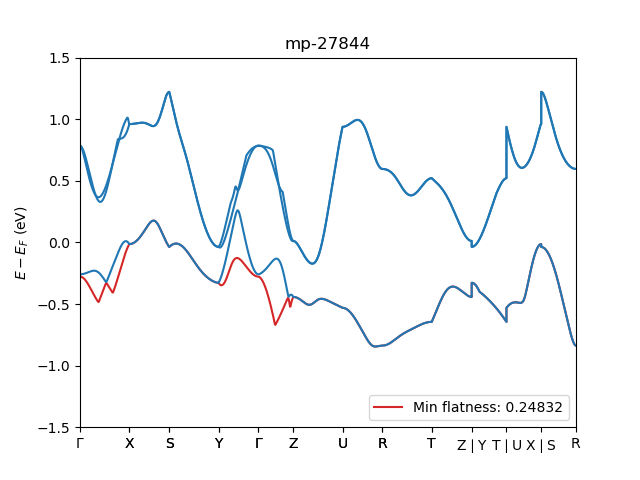 mp-27844
E − E_F (eV)
1.5
1.0
0.5
0.0
−0.5
−1.0
−1.5
Min flatness: 0.24832
Γ X S Y Γ Z U R T Z | Y T | U X | S R